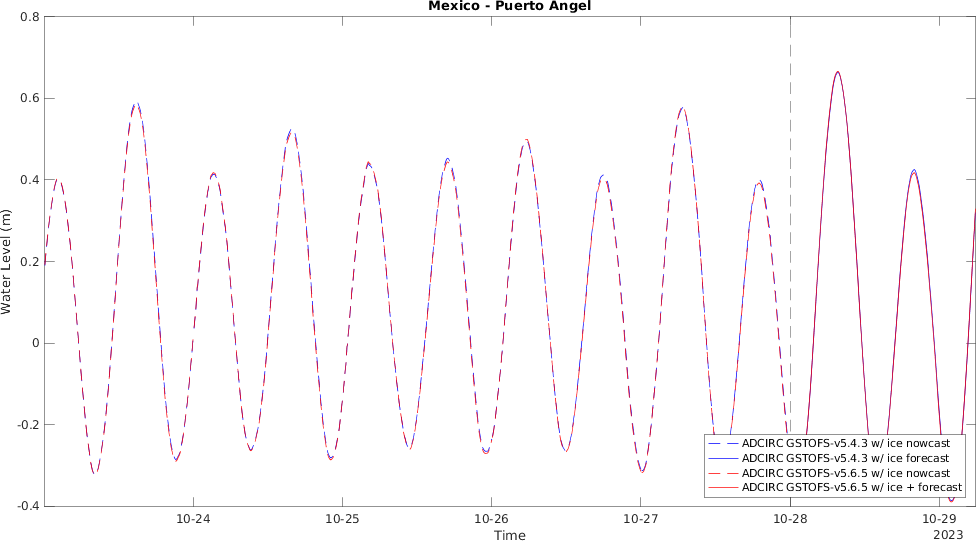 Mexico - Puerto Angel
0.8
0.6
0.4
0.2
0
-0.2
-0.4
Water Level (m)
ADCIRC GSTOFS-v5.4.3 w/ ice nowcast
ADCIRC GSTOFS-v5.4.3 w/ ice forecast
ADCIRC GSTOFS-v5.6.5 w/ ice nowcast
ADCIRC GSTOFS-v5.6.5 w/ ice + forecast
10-24 10-25 10-26 10-27 10-28 10-29
Time 2023